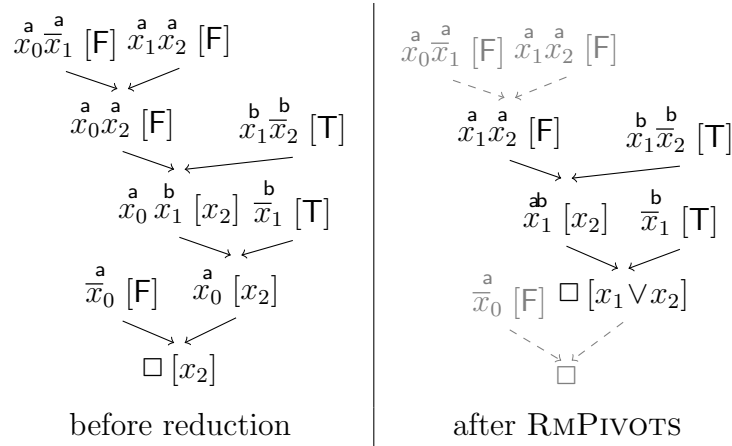 a a a a
x₀x̅₁ [F] x₁x₂ [F]
a a b b
x₀x₂ [F] x₁x̅₂ [T]
a b b
x₀ x₁ [x₂] x̅₁ [T]
a a
x̅₀ [F] x₀ [x₂]
□ [x₂]
before reduction
a a a a
x₀x̅₁ [F] x₁x₂ [F]
a a b b
x₁x₂ [F] x₁x̅₂ [T]
ab b
x₁ [x₂] x̅₁ [T]
a
x̅₀ [F] □ [x₁∨x₂]
□
after RMPIVOTS